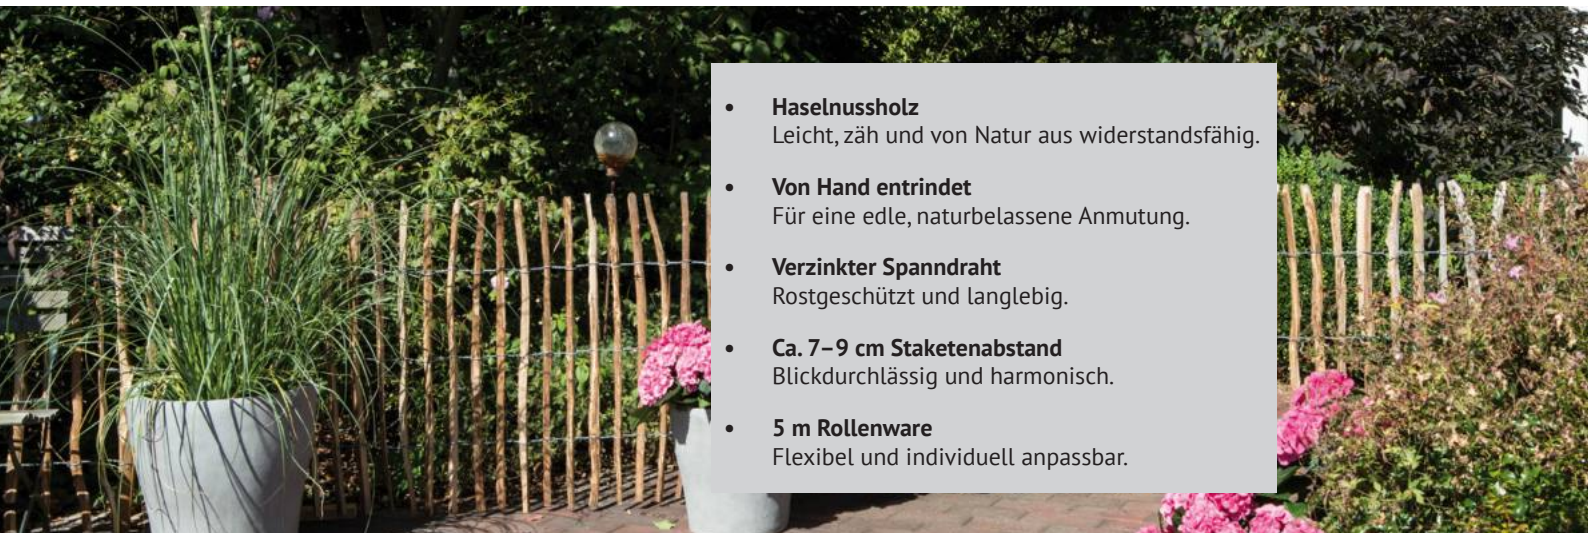 • Haselnussholz
Leicht, zäh und von Natur aus widerstandsfähig.
• Von Hand entrindet
Für eine edle, naturbelassene Anmutung.
• Verzinkter Spanndraht
Rostgeschützt und langlebig.
• Ca. 7–9 cm Staketenabstand
Blickdurchlässig und harmonisch.
• 5 m Rollenware
Flexibel und individuell anpassbar.